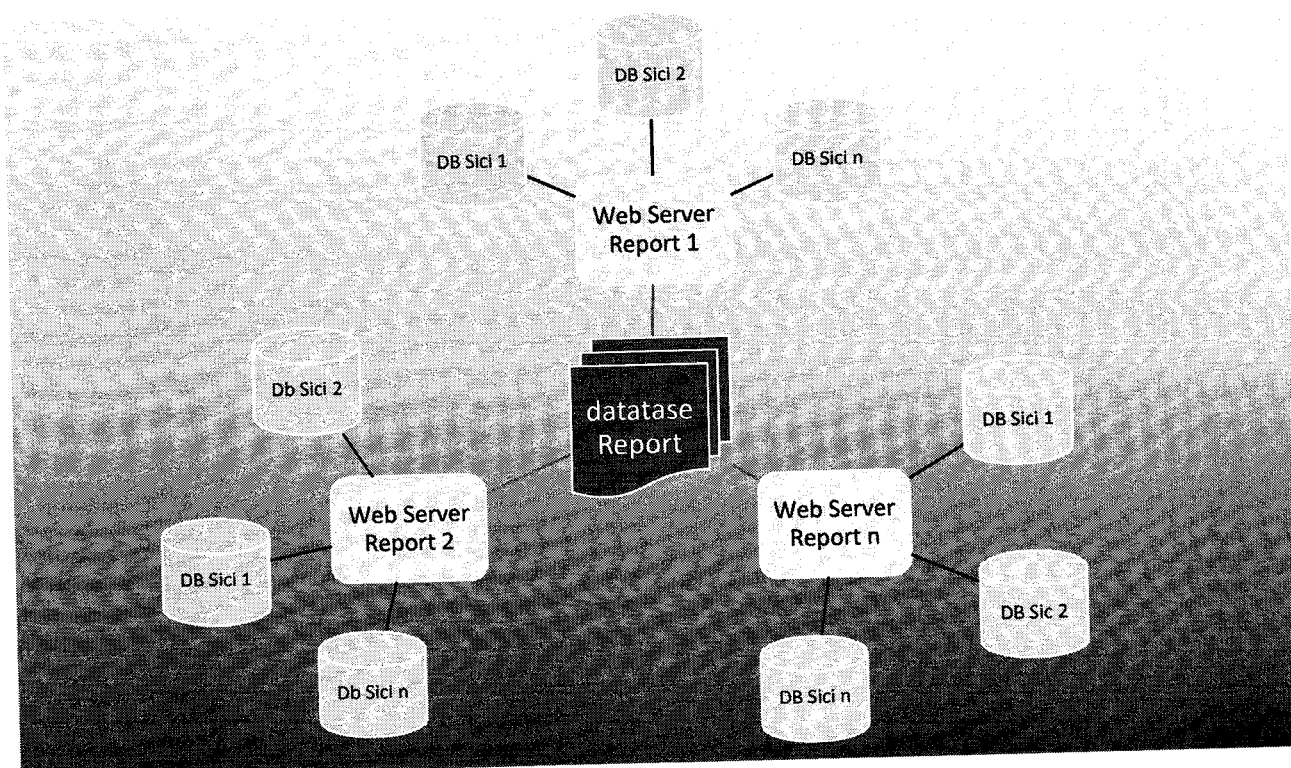 DB Sici 2
DB Sici 1
DB Sici n
Web Server
Report 1
Db Sici 2
datatase
Report
DB Sici 1
Web Server
Report 2
Web Server
Report n
DB Sici 1
DB Sic 2
Db Sici n
DB Sici n